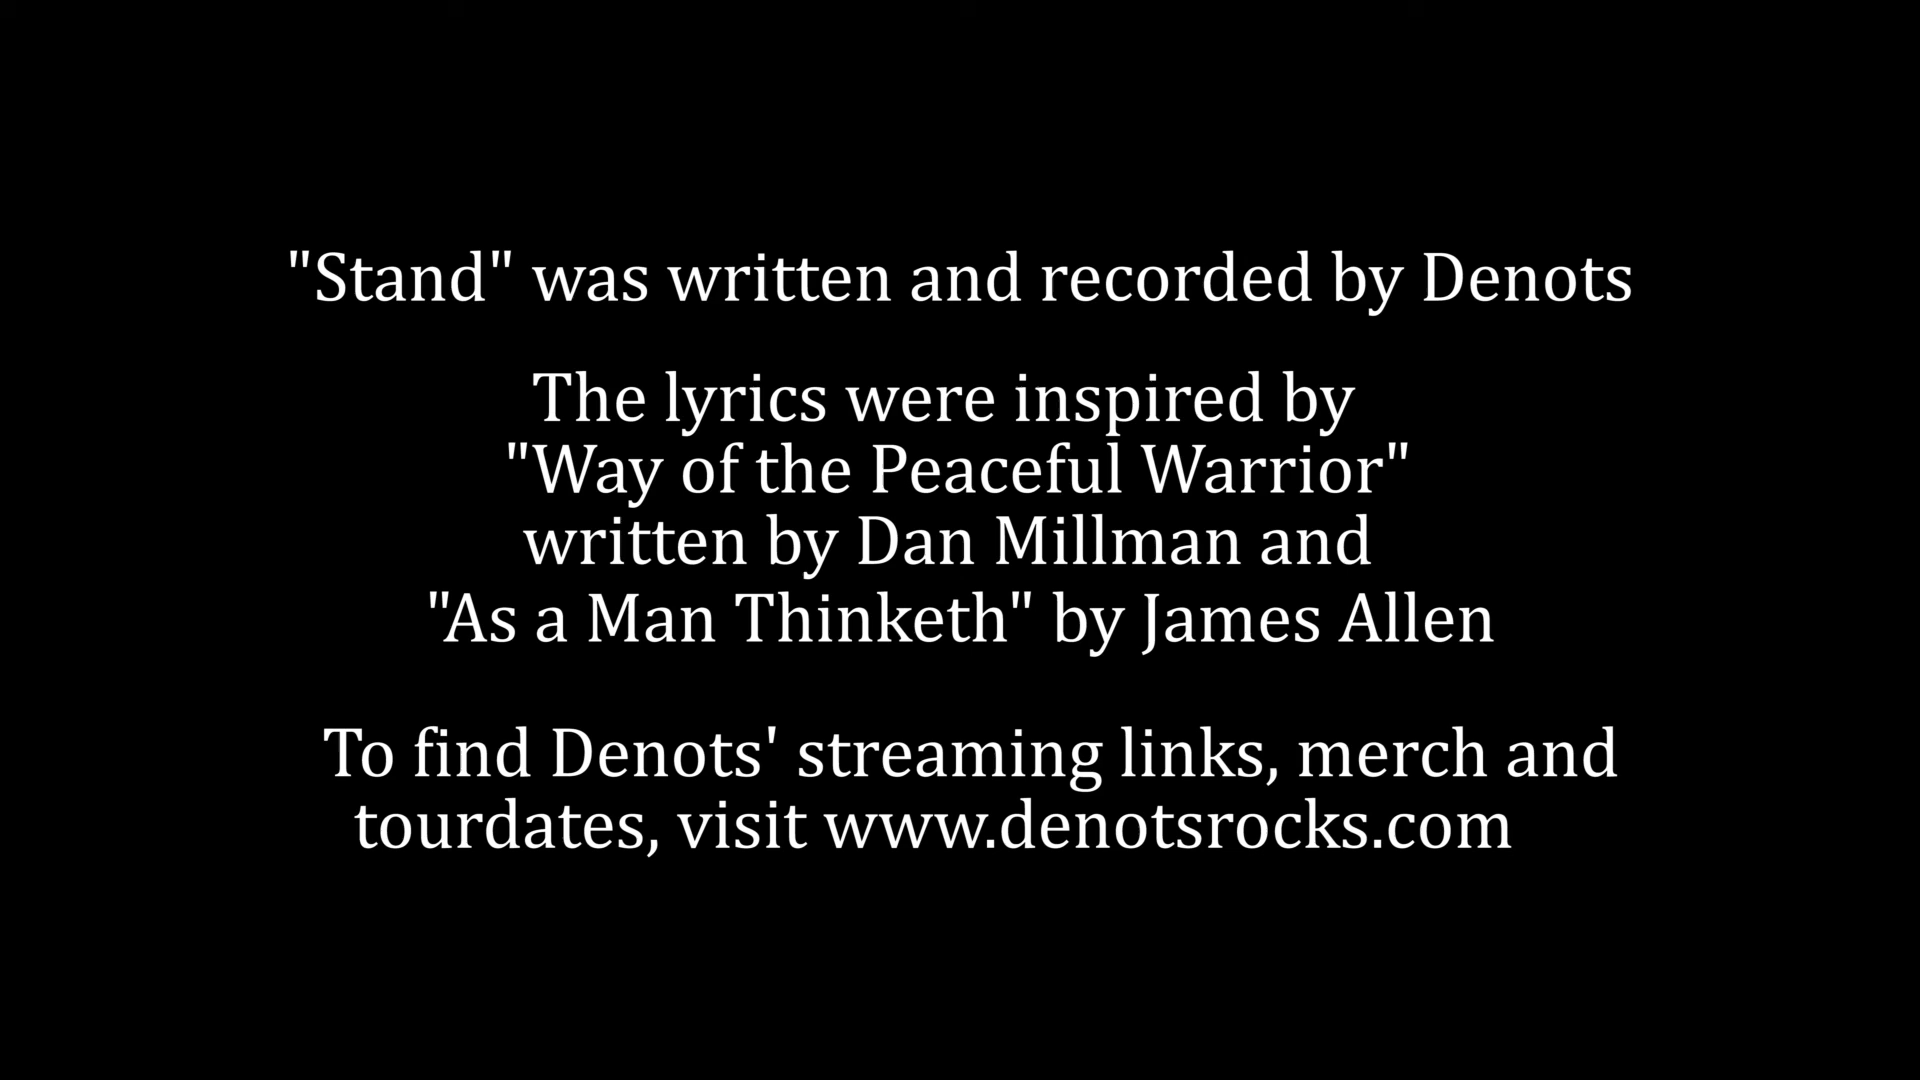 "Stand" was written and recorded by Denots
The lyrics were inspired by
"Way of the Peaceful Warrior"
written by Dan Millman and
"As a Man Thinketh" by James Allen
To find Denots' streaming links, merch and
tourdates, visit www.denotsrocks.com